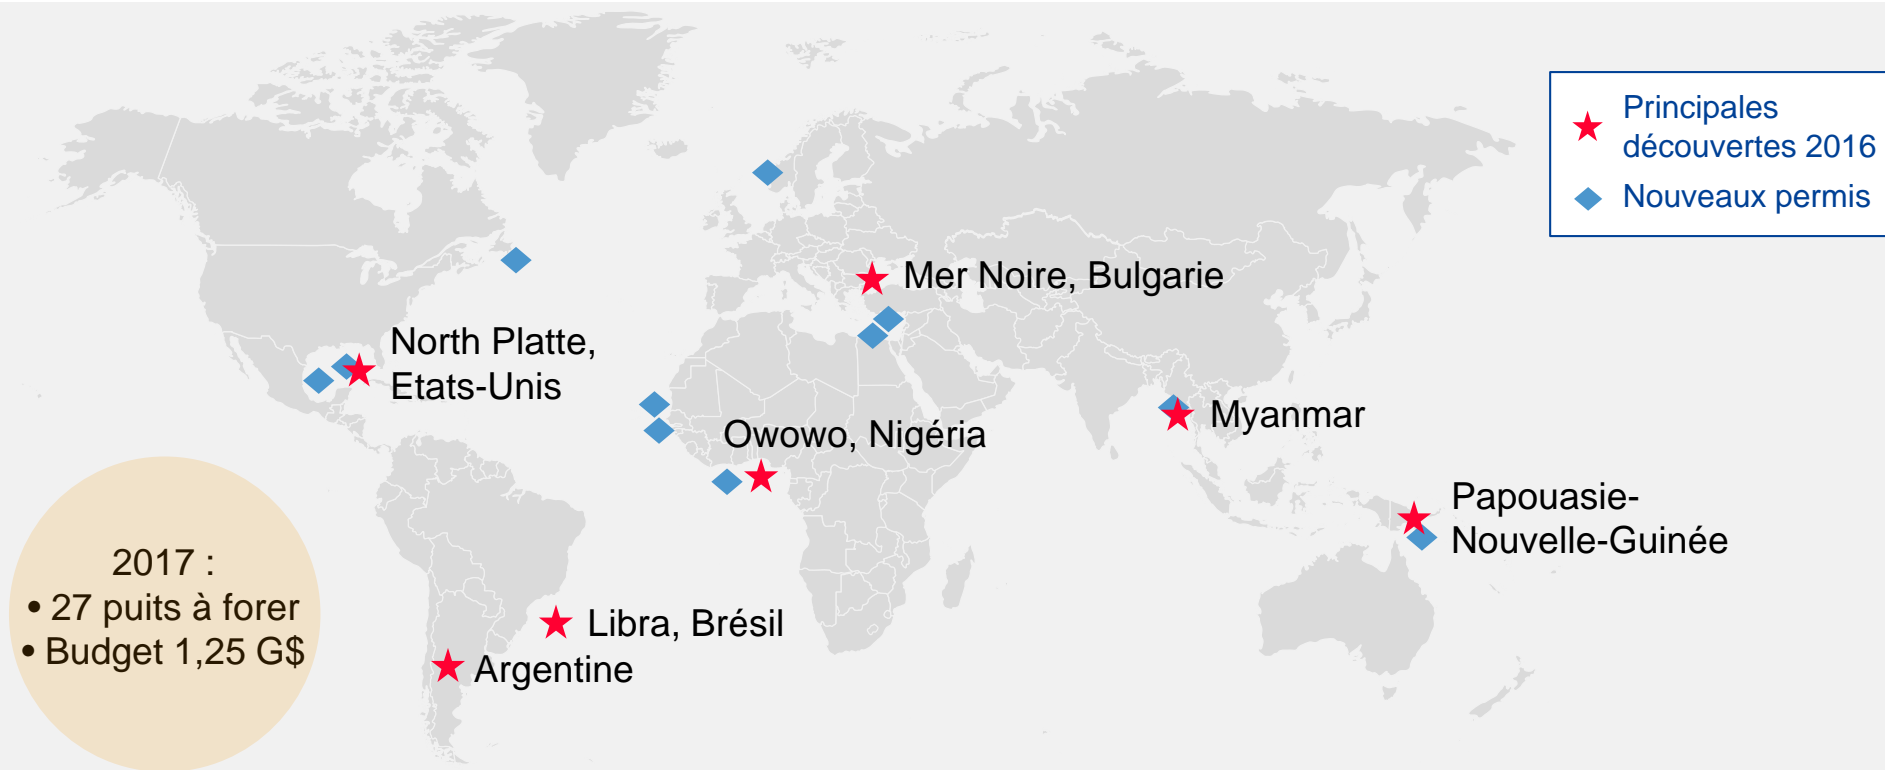 Principales
découvertes 2016
Nouveaux permis
Mer Noire, Bulgarie
North Platte,
Etats-Unis
Myanmar
Owowo, Nigéria
Papouasie-
Nouvelle-Guinée
2017 :
• 27 puits à forer
• Budget 1,25 G$
Libra, Brésil
Argentine